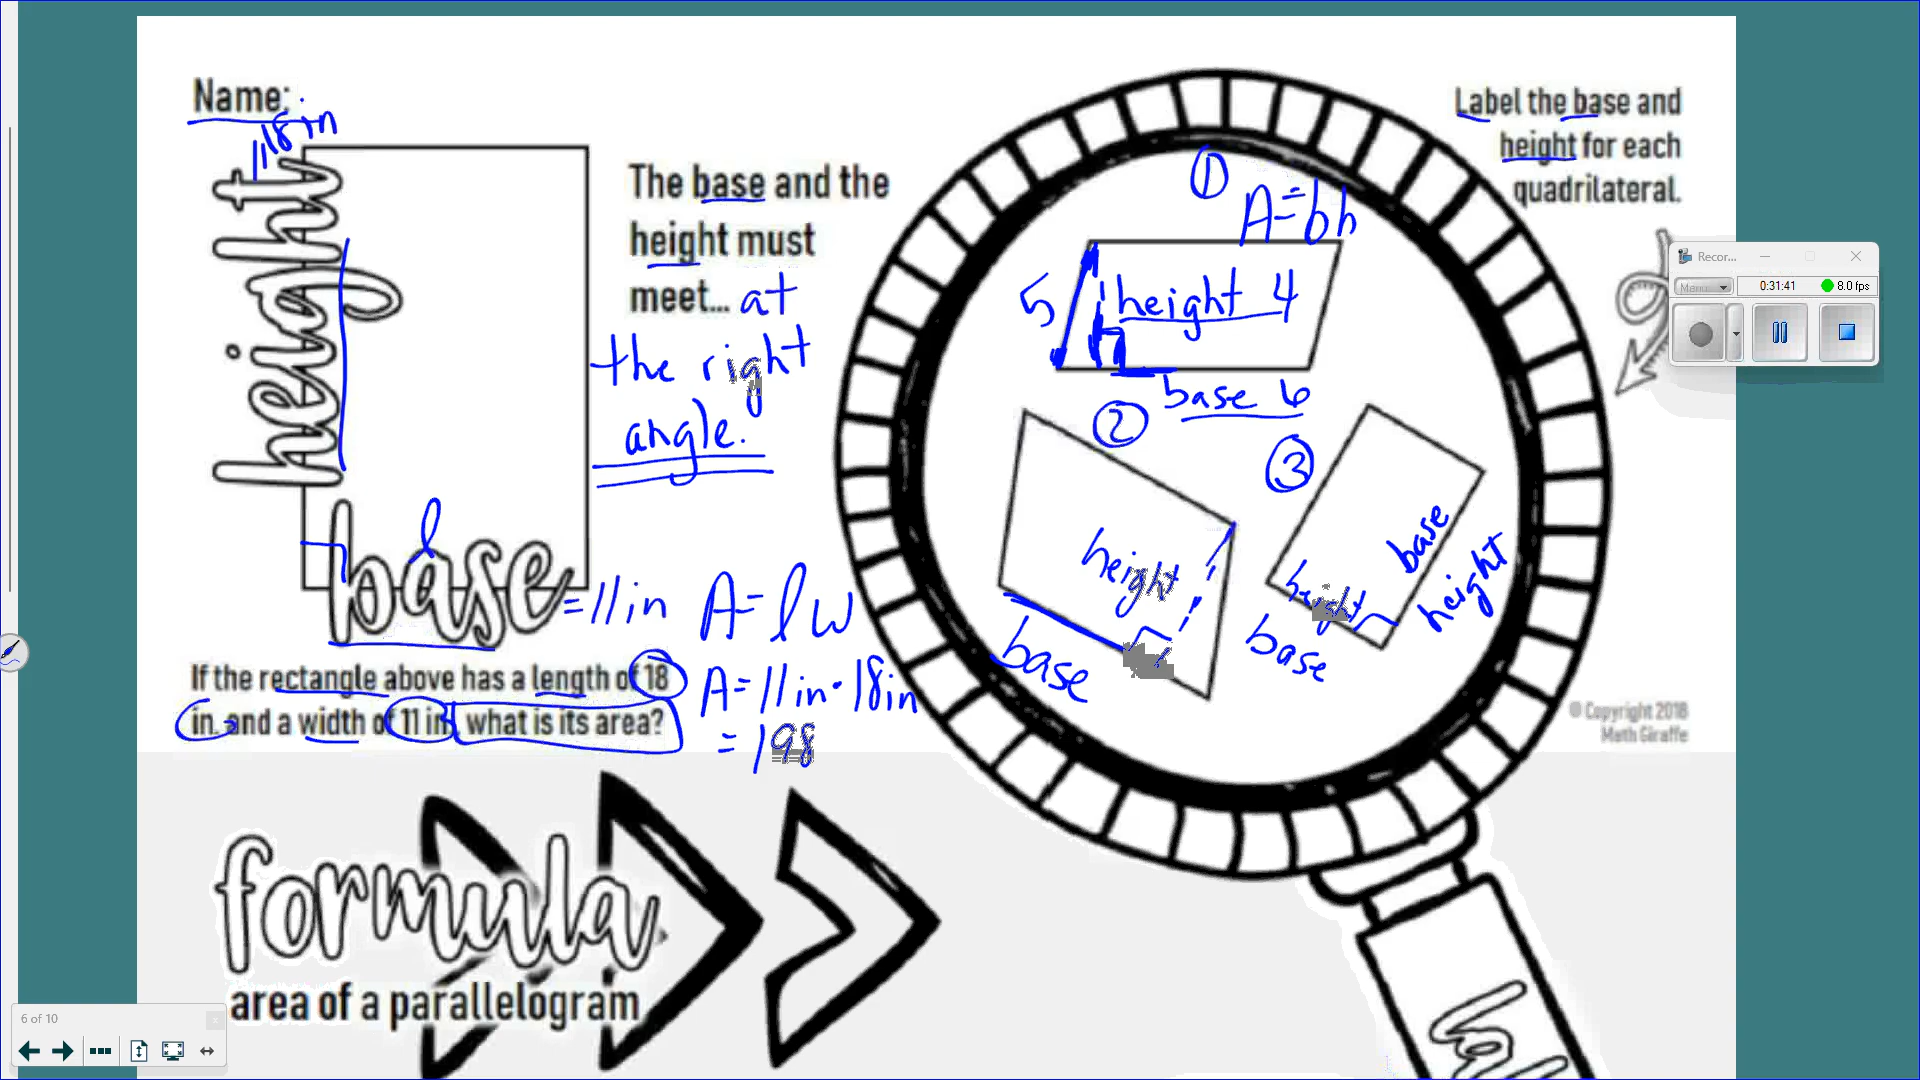 Name:
18in
height
l
base
=11in
The base and the
height must
meet... at
the right
angle.
If the rectangle above has a length of 18
in. and a width of 11 in, what is its area?
A=lw
A=11in·18in
=198
Label the base and
height for each
quadrilateral.
①
A=bh
5
height 4
base 6
②
height
base
③
base
height
height
base
© Copyright 2018
Math Giraffe
formula
area of a parallelogram
Recor...
Menu
0:31:41
8.0 fps
6 of 10